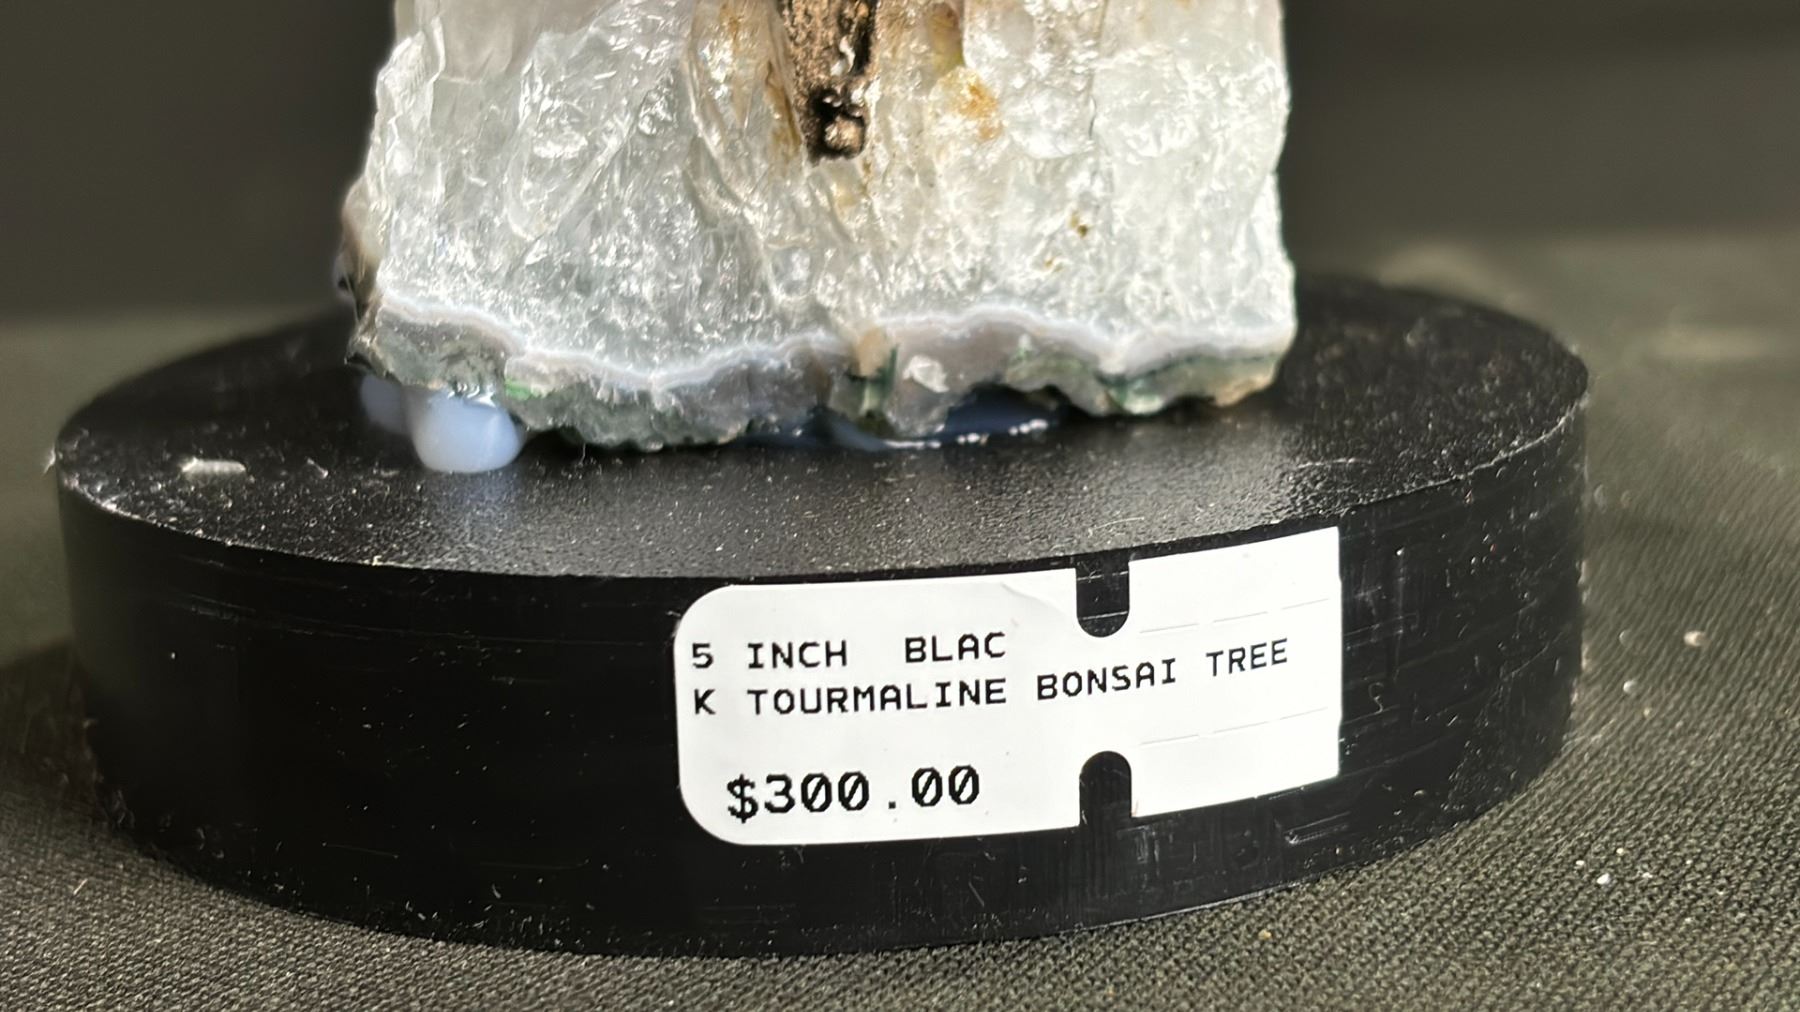 5 INCH BLAC
K TOURMALINE BONSAI TREE
$300.00